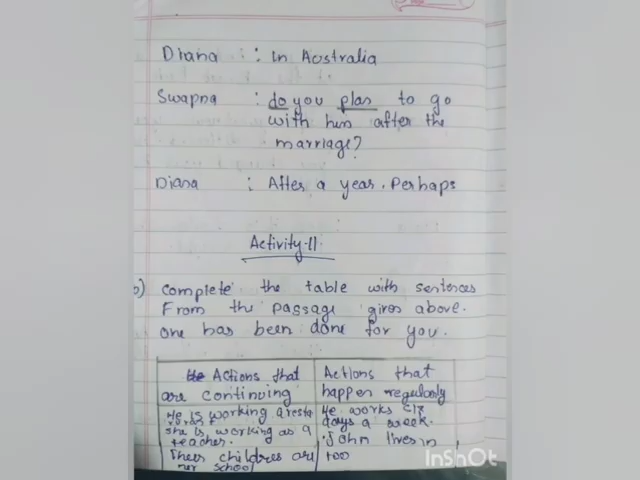 Diana : In Australia
Swapna : do you plan to go
with him after the
marriage?
Diana : After a year. Perhaps
Activity-11
b) complete the table with sentences
From the passage given above.
one has been done for you.
Actions that
are continuing
Actions that
happen regularly
He is working a resta
she is working as a
teacher.
Their children are
He works six
days a week.
John lives in
too
InShOt